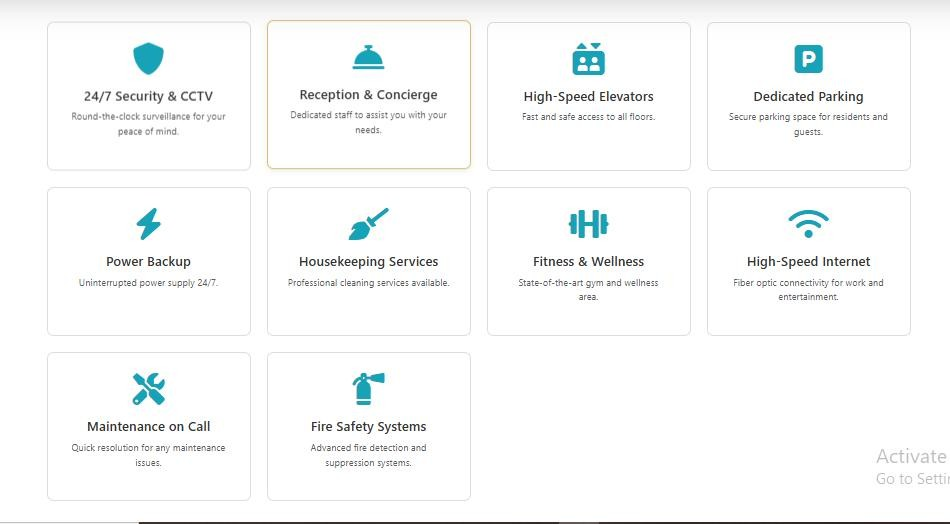 24/7 Security & CCTV
Round-the-clock surveillance for your
peace of mind.
Reception & Concierge
Dedicated staff to assist you with your
needs.
High-Speed Elevators
Fast and safe access to all floors.
P
Dedicated Parking
Secure parking space for residents and
guests.
Power Backup
Uninterrupted power supply 24/7.
Housekeeping Services
Professional cleaning services available.
Fitness & Wellness
State-of-the-art gym and wellness
area.
High-Speed Internet
Fiber optic connectivity for work and
entertainment.
Maintenance on Call
Quick resolution for any maintenance
issues.
Fire Safety Systems
Advanced fire detection and
suppression systems.
Activate
Go to Settin